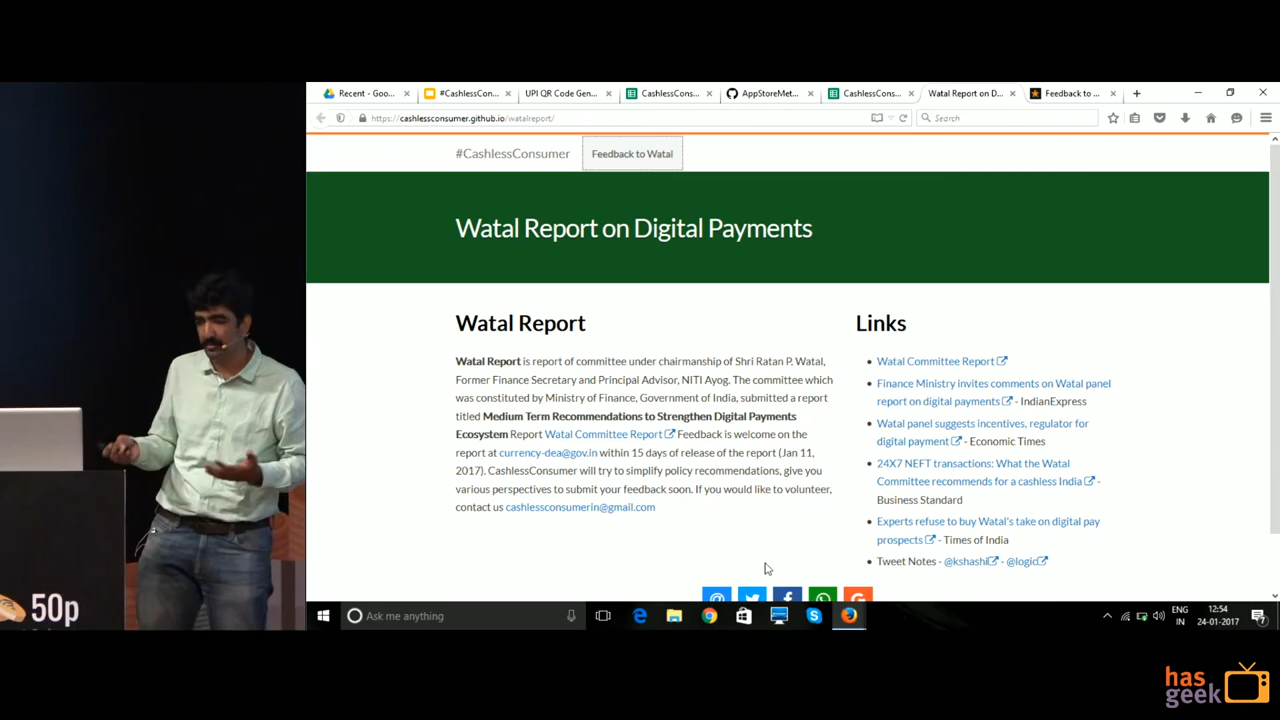 Recent - Goo...
#CashlessCon...
UPI QR Code Gen...
CashlessCons...
AppStoreMet...
CashlessCons...
Watal Report on D...
Feedback to ...
https://cashlessconsumer.github.io/watalreport/
Search
#CashlessConsumer
Feedback to Watal
Watal Report on Digital Payments
Watal Report
Watal Report is report of committee under chairmanship of Shri Ratan P. Watal,
Former Finance Secretary and Principal Advisor, NITI Ayog. The committee which
was constituted by Ministry of Finance, Government of India, submitted a report
titled Medium Term Recommendations to Strengthen Digital Payments
Ecosystem Report Watal Committee Report Feedback is welcome on the
report at currency-dea@gov.in within 15 days of release of the report (Jan 11,
2017). CashlessConsumer will try to simplify policy recommendations, give you
various perspectives to submit your feedback soon. If you would like to volunteer,
contact us cashlessconsumerin@gmail.com
Links
Watal Committee Report
Finance Ministry invites comments on Watal panel
report on digital payments - IndianExpress
Watal panel suggests incentives, regulator for
digital payment - Economic Times
24X7 NEFT transactions: What the Watal
Committee recommends for a cashless India -
Business Standard
Experts refuse to buy Watal's take on digital pay
prospects - Times of India
Tweet Notes - @kshashi - @logic
Ask me anything
ENG
IN
12:54
24-01-2017
50p
has
geek